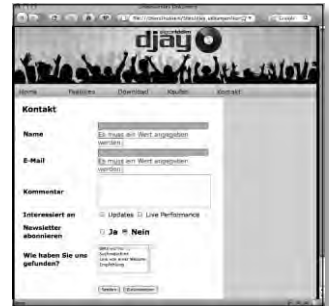 djay
Home Features Download Kaufen Kontakt
Kontakt
Name
Es muss ein Wert angegeben
werden.
E-Mail
Es muss ein Wert angegeben
werden.
Kommentar
Interessiert an Updates Live Performance
Newsletter
abonnieren
Ja Nein
Wie haben Sie uns
gefunden?
Suchmaschine
Empfehlung
Senden